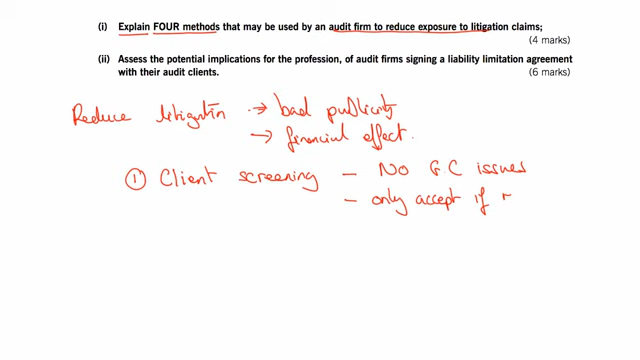 (i) Explain FOUR methods that may be used by an audit firm to reduce exposure to litigation claims;
(4 marks)
(ii) Assess the potential implications for the profession, of audit firms signing a liability limitation agreement
with their audit clients.
(6 marks)
Reduce litigation → bad publicity
→ financial effect.
① Client screening – No G.C issues
– only accept if